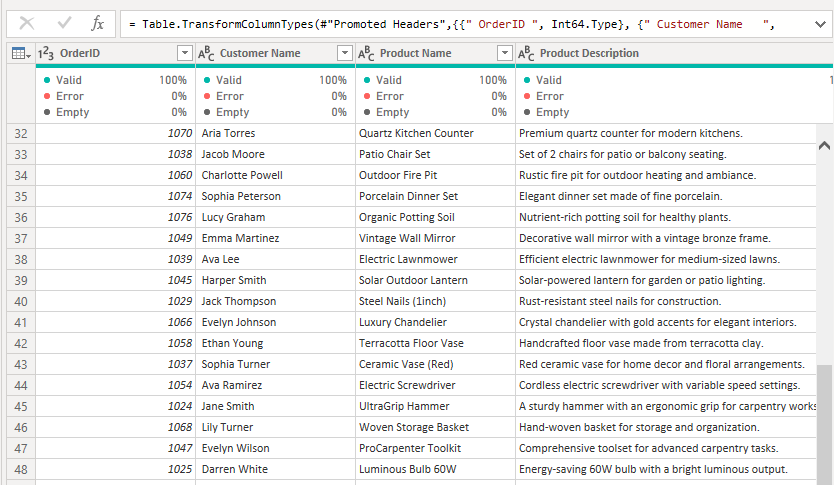 fx = Table.TransformColumnTypes(#"Promoted Headers",{{" OrderID ", Int64.Type}, {" Customer Name   ",
123 OrderID ABC Customer Name ABC Product Name ABC Product Description
Valid 100% Valid 100% Valid 100% Valid 1
Error 0% Error 0% Error 0% Error
Empty 0% Empty 0% Empty 0% Empty
32 1070 Aria Torres Quartz Kitchen Counter Premium quartz counter for modern kitchens.
33 1038 Jacob Moore Patio Chair Set Set of 2 chairs for patio or balcony seating.
34 1060 Charlotte Powell Outdoor Fire Pit Rustic fire pit for outdoor heating and ambiance.
35 1074 Sophia Peterson Porcelain Dinner Set Elegant dinner set made of fine porcelain.
36 1076 Lucy Graham Organic Potting Soil Nutrient-rich potting soil for healthy plants.
37 1049 Emma Martinez Vintage Wall Mirror Decorative wall mirror with a vintage bronze frame.
38 1039 Ava Lee Electric Lawnmower Efficient electric lawnmower for medium-sized lawns.
39 1045 Harper Smith Solar Outdoor Lantern Solar-powered lantern for garden or patio lighting.
40 1029 Jack Thompson Steel Nails (1inch) Rust-resistant steel nails for construction.
41 1066 Evelyn Johnson Luxury Chandelier Crystal chandelier with gold accents for elegant interiors.
42 1058 Ethan Young Terracotta Floor Vase Handcrafted floor vase made from terracotta clay.
43 1037 Sophia Turner Ceramic Vase (Red) Red ceramic vase for home decor and floral arrangements.
44 1054 Ava Ramirez Electric Screwdriver Cordless electric screwdriver with variable speed settings.
45 1024 Jane Smith UltraGrip Hammer A sturdy hammer with an ergonomic grip for carpentry works
46 1068 Lily Turner Woven Storage Basket Hand-woven basket for storage and organization.
47 1047 Evelyn Wilson ProCarpenter Toolkit Comprehensive toolset for advanced carpentry tasks.
48 1025 Darren White Luminous Bulb 60W Energy-saving 60W bulb with a bright luminous output.